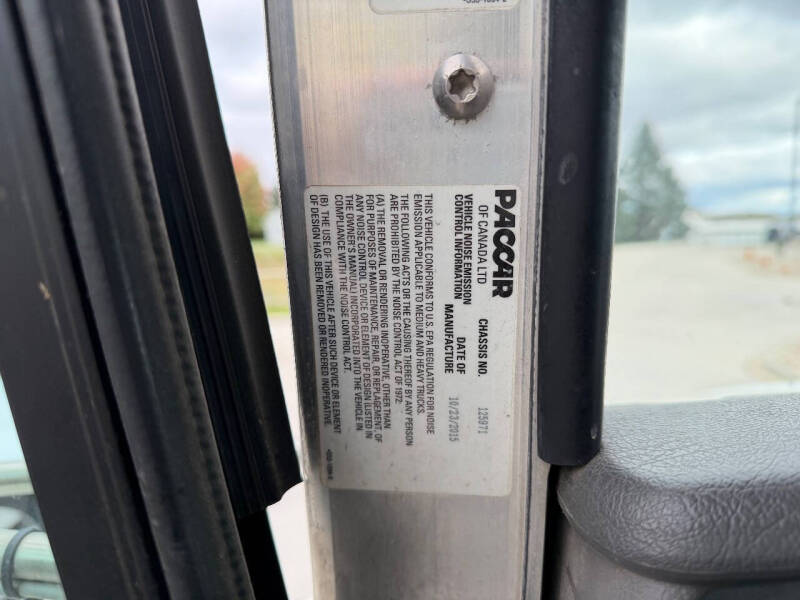 PACCAR
OF CANADA LTD
CHASSIS NO. 125971
VEHICLE NOISE EMISSION
CONTROL INFORMATION
DATE OF
MANUFACTURE 10/23/2015
THIS VEHICLE CONFORMS TO U.S. EPA REGULATION FOR NOISE
EMISSION APPLICABLE TO MEDIUM AND HEAVY TRUCKS.
THE FOLLOWING ACTS OR THE CAUSING THEREOF BY ANY PERSON
ARE PROHIBITED BY THE NOISE CONTROL ACT OF 1972:
(A) THE REMOVAL OR RENDERING INOPERATIVE, OTHER THAN
FOR PURPOSES OF MAINTENANCE, REPAIR, OR REPLACEMENT, OF
ANY NOISE CONTROL DEVICE OR ELEMENT OF DESIGN (LISTED IN
THE OWNER'S MANUAL) INCORPORATED INTO THE VEHICLE IN
COMPLIANCE WITH THE NOISE CONTROL ACT.
(B) THE USE OF THIS VEHICLE AFTER SUCH DEVICE OR ELEMENT
OF DESIGN HAS BEEN REMOVED OR RENDERED INOPERATIVE.